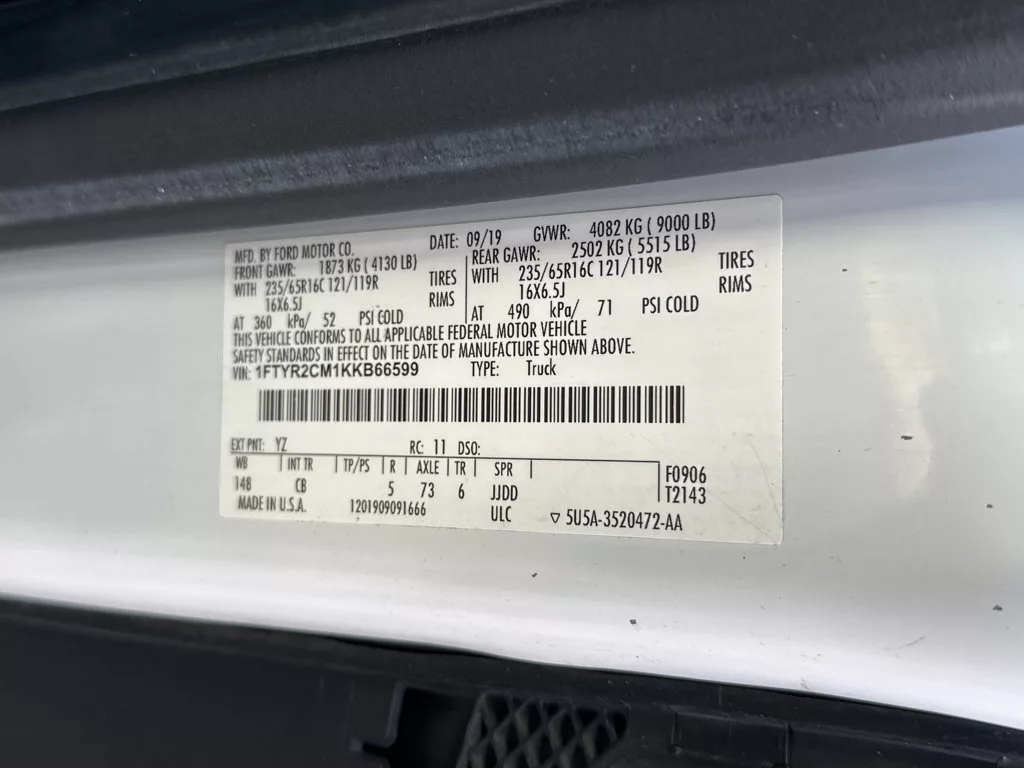 MFD. BY FORD MOTOR CO. DATE: 09/19 GVWR: 4082 KG ( 9000 LB)
FRONT GAWR: 1873 KG ( 4130 LB) REAR GAWR: 2502 KG ( 5515 LB)
WITH 235/65R16C 121/119R TIRES WITH 235/65R16C 121/119R TIRES
16X6.5J RIMS 16X6.5J RIMS
AT 360 kPa/ 52 PSI COLD AT 490 kPa/ 71 PSI COLD
THIS VEHICLE CONFORMS TO ALL APPLICABLE FEDERAL MOTOR VEHICLE
SAFETY STANDARDS IN EFFECT ON THE DATE OF MANUFACTURE SHOWN ABOVE.
VIN: 1FTYR2CM1KKB66599 TYPE: Truck
EXT PNT: YZ RC: 11 DSO:
WB INT TR TP/PS R AXLE TR SPR F0906
148 CB 5 73 6 JJDD T2143
MADE IN U.S.A. 1201909091666 ULC ▽ 5U5A-3520472-AA